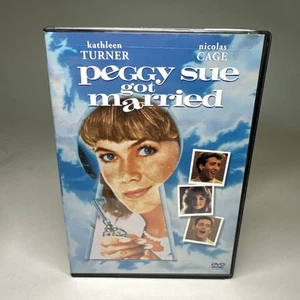 kathleen nicolas
TURNER CAGE
peggy sue
got
married
DVD